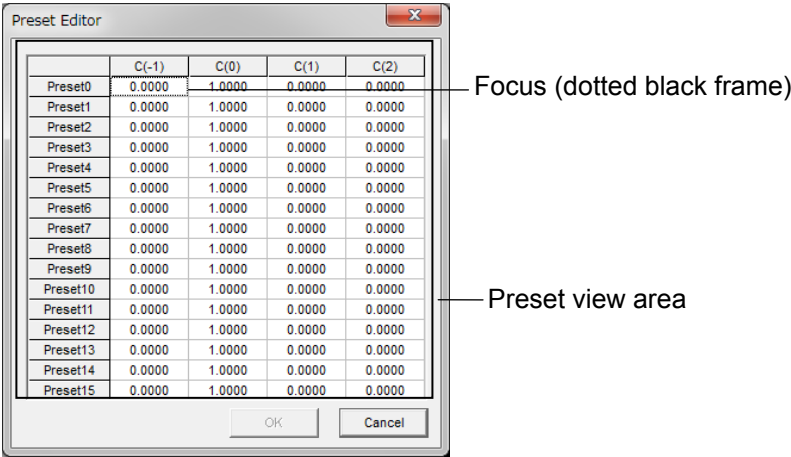 Preset Editor
C(-1) C(0) C(1) C(2)
Preset0 0.0000 1.0000 0.0000 0.0000
Focus (dotted black frame)
Preset1 0.0000 1.0000 0.0000 0.0000
Preset2 0.0000 1.0000 0.0000 0.0000
Preset3 0.0000 1.0000 0.0000 0.0000
Preset4 0.0000 1.0000 0.0000 0.0000
Preset5 0.0000 1.0000 0.0000 0.0000
Preset6 0.0000 1.0000 0.0000 0.0000
Preset7 0.0000 1.0000 0.0000 0.0000
Preset8 0.0000 1.0000 0.0000 0.0000
Preset9 0.0000 1.0000 0.0000 0.0000
Preset10 0.0000 1.0000 0.0000 0.0000
Preset view area
Preset11 0.0000 1.0000 0.0000 0.0000
Preset12 0.0000 1.0000 0.0000 0.0000
Preset13 0.0000 1.0000 0.0000 0.0000
Preset14 0.0000 1.0000 0.0000 0.0000
Preset15 0.0000 1.0000 0.0000 0.0000
OK Cancel